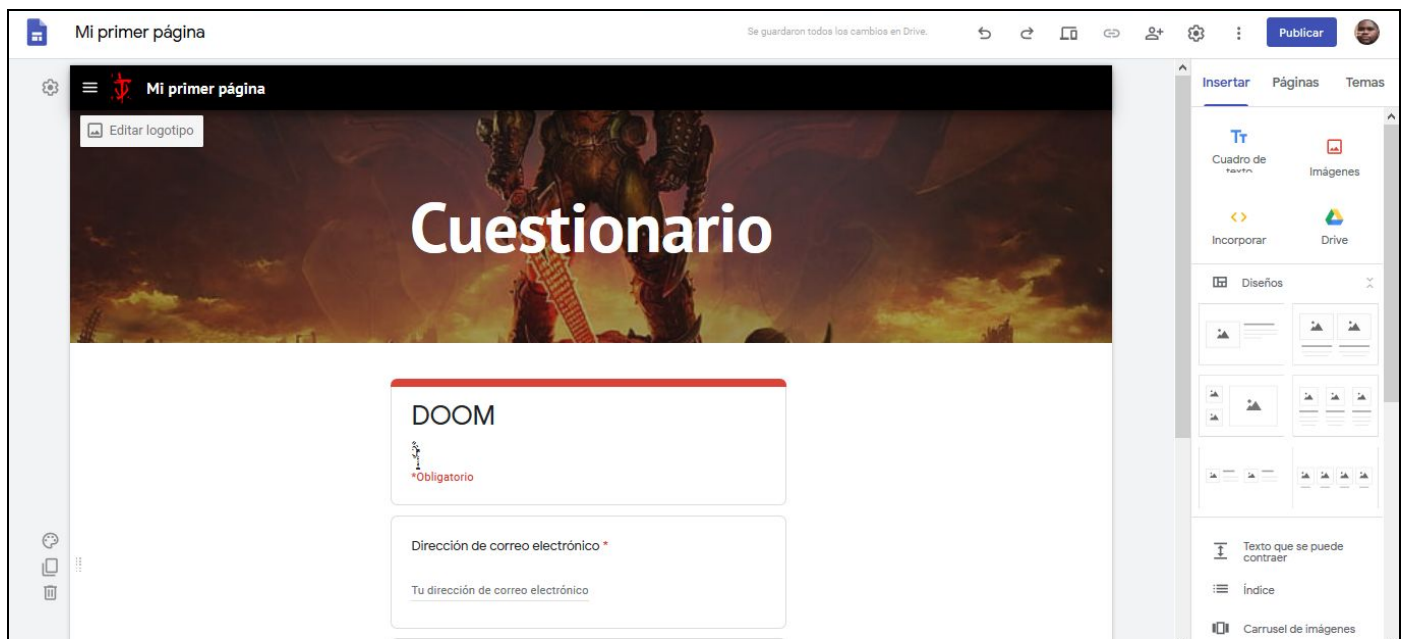 Mi primer página
Se guardaron todos los cambios en Drive.
Publicar
Mi primer página
Editar logotipo
Cuestionario
DOOM
*Obligatorio
Dirección de correo electrónico *
Tu dirección de correo electrónico
Insertar Páginas Temas
Tт
Cuadro de
texto
Imágenes
Incorporar
Drive
Diseños
Texto que se puede
contraer
Índice
Carrusel de imágenes